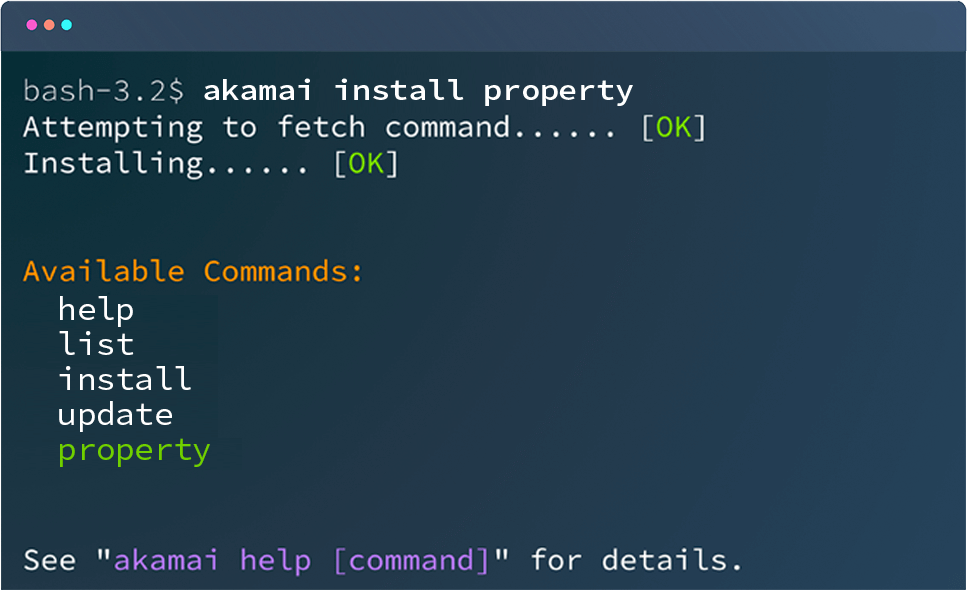 bash-3.2$ akamai install property
Attempting to fetch command...... [OK]
Installing...... [OK]
Available Commands:
help
list
install
update
property
See "akamai help [command]" for details.